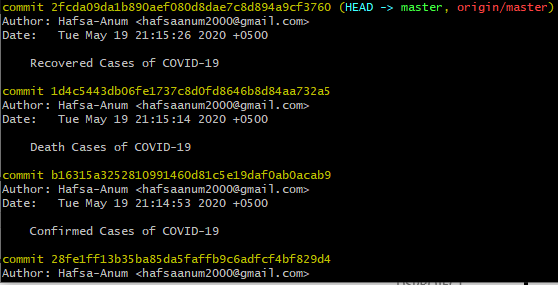 commit 2fcda09da1b890aef080d8dae7c8d894a9cf3760 (HEAD -> master, origin/master)
Author: Hafsa-Anum <hafsaanum2000@gmail.com>
Date:   Tue May 19 21:15:26 2020 +0500
Recovered Cases of COVID-19
commit 1d4c5443db06fe1737c8d0fd8646b8d84aa732a5
Author: Hafsa-Anum <hafsaanum2000@gmail.com>
Date:   Tue May 19 21:15:14 2020 +0500
Death Cases of COVID-19
commit b16315a3252810991460d81c5e19daf0ab0acab9
Author: Hafsa-Anum <hafsaanum2000@gmail.com>
Date:   Tue May 19 21:14:53 2020 +0500
Confirmed Cases of COVID-19
commit 28fe1ff13b35ba85da5faffb9c6adfcf4bf829d4
Author: Hafsa-Anum <hafsaanum2000@gmail.com>